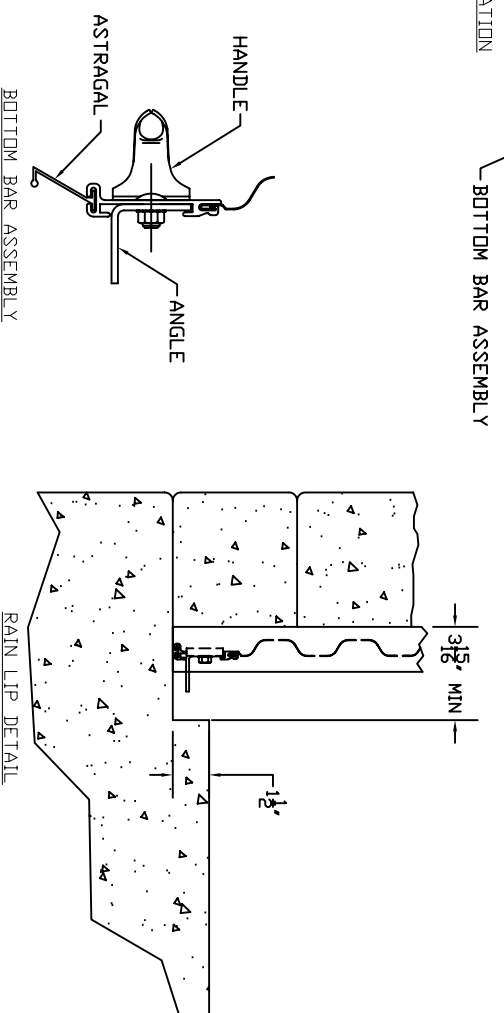 ATION
BOTTOM BAR ASSEMBLY
HANDLE
ASTRAGAL
ANGLE
BOTTOM BAR ASSEMBLY
3 15/16" MIN
1 1/2"
RAIN LIP DETAIL